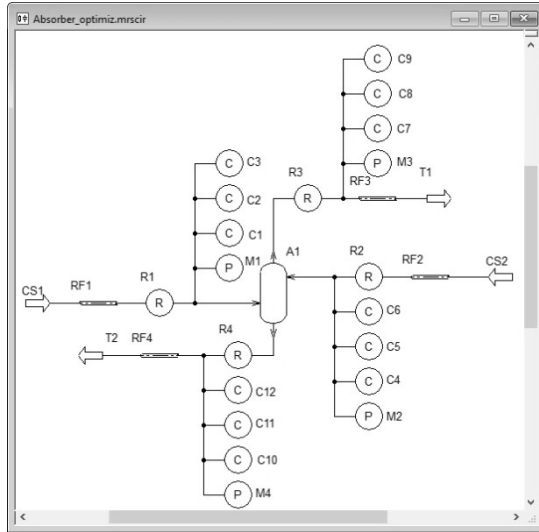 Absorber_optimiz.mrscir
C C9
C C8
C C7
P M3
R3 R
RF3 T1
C C3
C C2
C C1
P M1
A1
CS1 RF1 R1 R
R2 R RF2 CS2
C C6
C C5
C C4
P M2
T2 RF4 R4 R
C C12
C C11
C C10
P M4